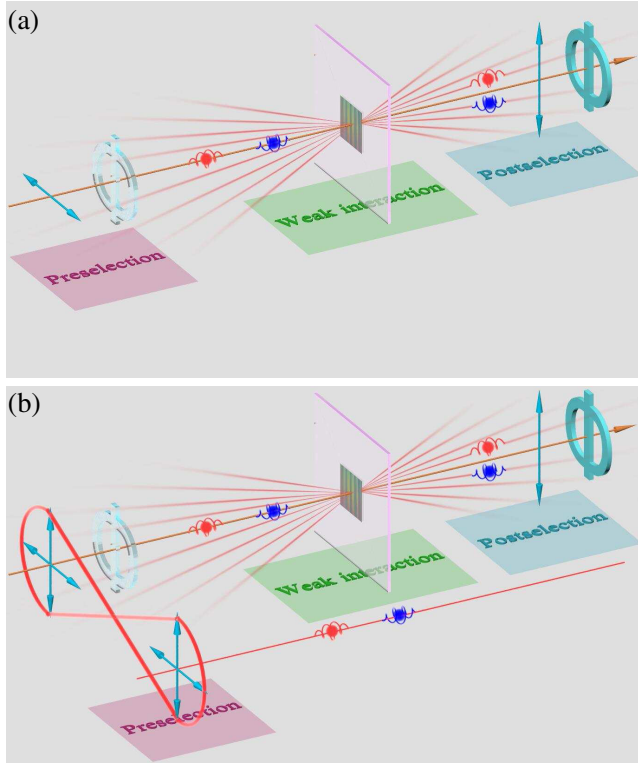 (a)
Postselection
Weak interaction
Preselection
(b)
Postselection
Weak interaction
Preselection